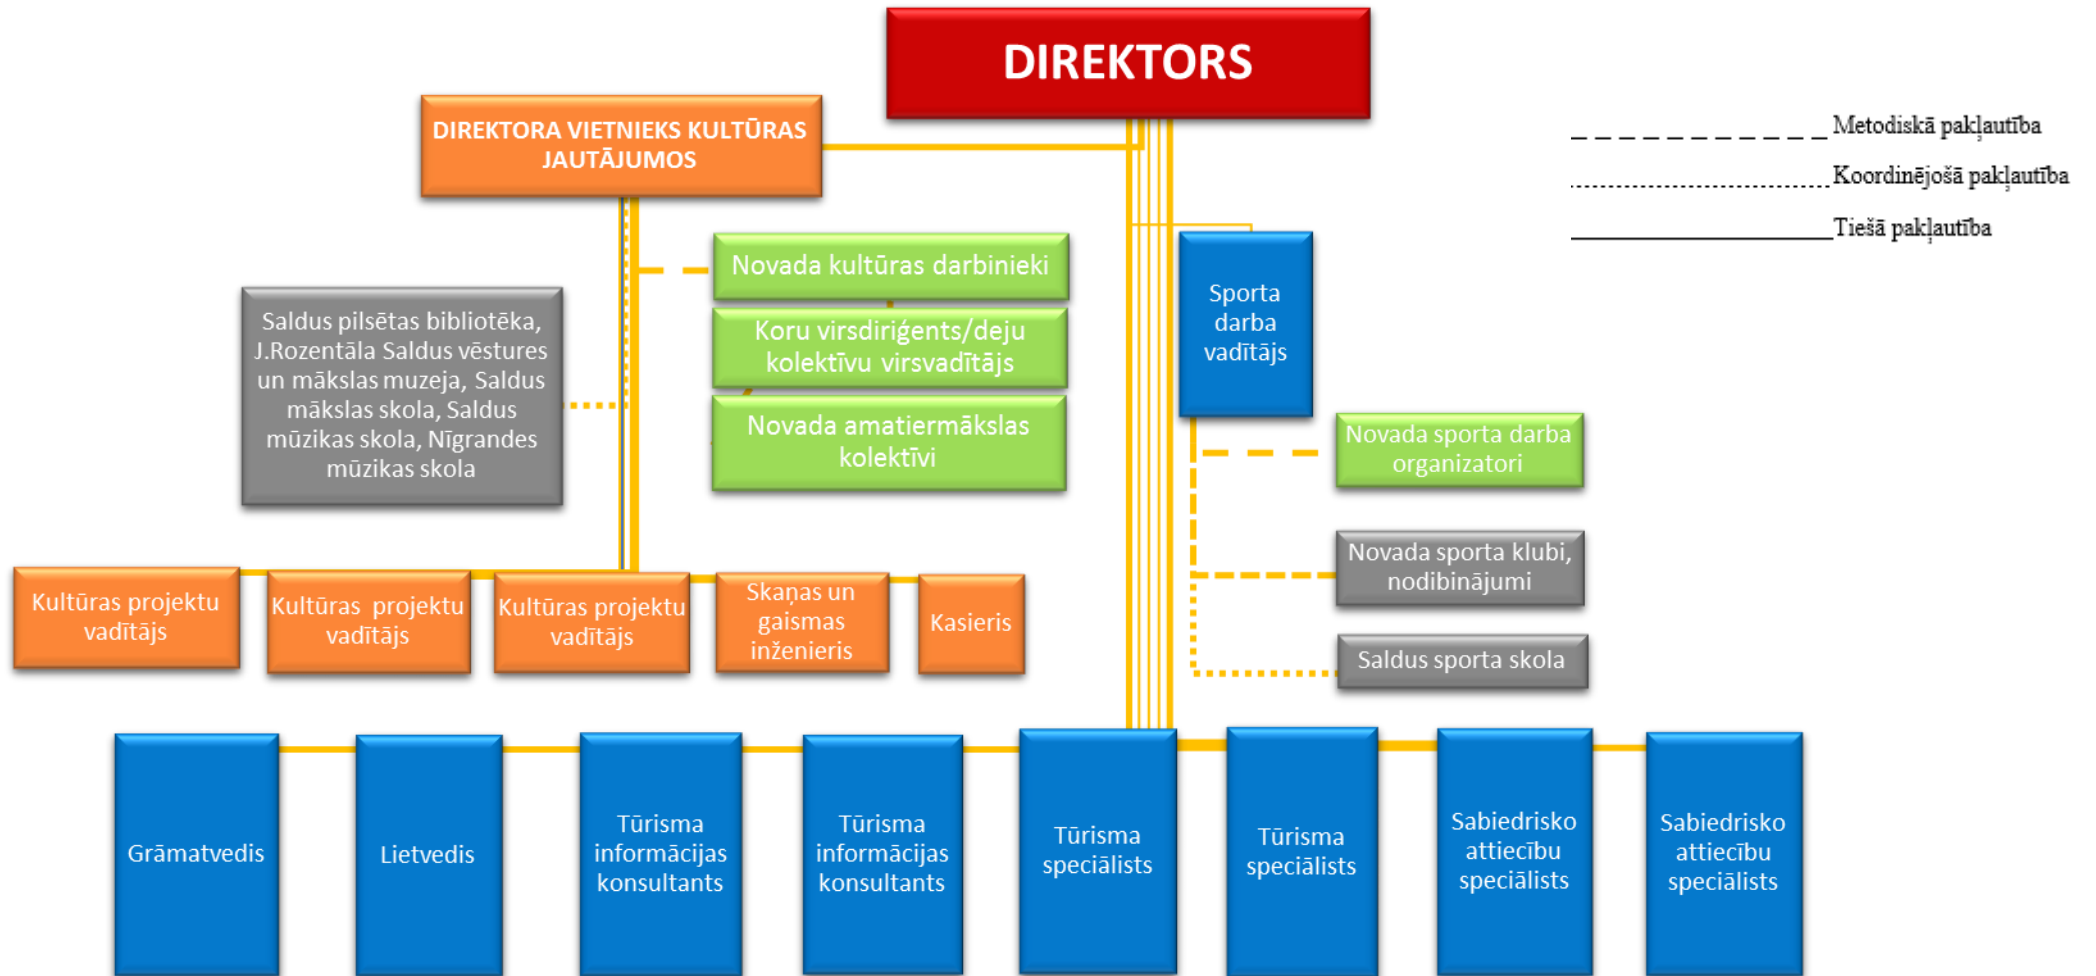 DIREKTORS
DIREKTORA VIETNIEKS KULTŪRAS
JAUTĀJUMOS
Metodiskā pakļautība
Koordinējošā pakļautība
Tiešā pakļautība
Novada kultūras darbinieki
Koru virsdiriģents/deju
kolektīvu virsvadītājs
Novada amatiermākslas
kolektīvi
Sporta
darba
vadītājs
Saldus pilsētas bibliotēka,
J.Rozentāla Saldus vēstures
un mākslas muzeja, Saldus
mākslas skola, Saldus
mūzikas skola, Nīgrandes
mūzikas skola
Novada sporta darba
organizatori
Novada sporta klubi,
nodibinājumi
Saldus sporta skola
Kultūras projektu
vadītājs
Kultūras projektu
vadītājs
Kultūras projektu
vadītājs
Skaņas un
gaismas
inženieris
Kasieris
Grāmatvedis
Lietvedis
Tūrisma
informācijas
konsultants
Tūrisma
informācijas
konsultants
Tūrisma
speciālists
Tūrisma
speciālists
Sabiedrisko
attiecību
speciālists
Sabiedrisko
attiecību
speciālists